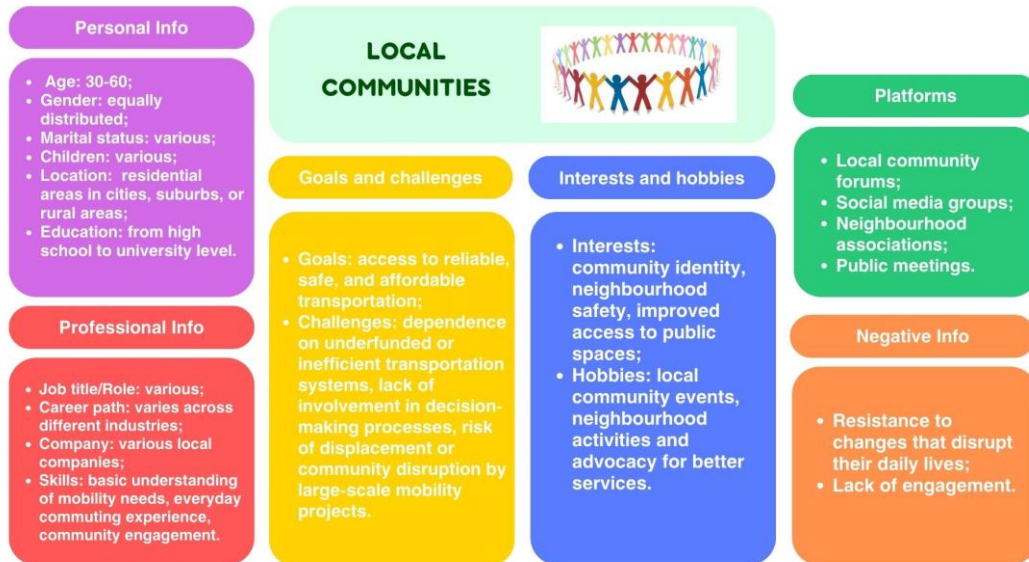 Personal Info
• Age: 30-60;
• Gender: equally
distributed;
• Marital status: various;
• Children: various;
• Location: residential
areas in cities, suburbs, or
rural areas;
• Education: from high
school to university level.
Professional Info
• Job title/Role: various;
• Career path: varies across
different industries;
• Company: various local
companies;
• Skills: basic understanding
of mobility needs, everyday
commuting experience,
community engagement.
LOCAL
COMMUNITIES
Goals and challenges
• Goals: access to reliable,
safe, and affordable
transportation;
• Challenges: dependence
on underfunded or
inefficient transportation
systems, lack of
involvement in decision-
making processes, risk
of displacement or
community disruption by
large-scale mobility
projects.
Interests and hobbies
• Interests:
community identity,
neighbourhood
safety, improved
access to public
spaces;
• Hobbies: local
community events,
neighbourhood
activities and
advocacy for better
services.
Platforms
• Local community
forums;
• Social media groups;
• Neighbourhood
associations;
• Public meetings.
Negative Info
• Resistance to
changes that disrupt
their daily lives;
• Lack of engagement.